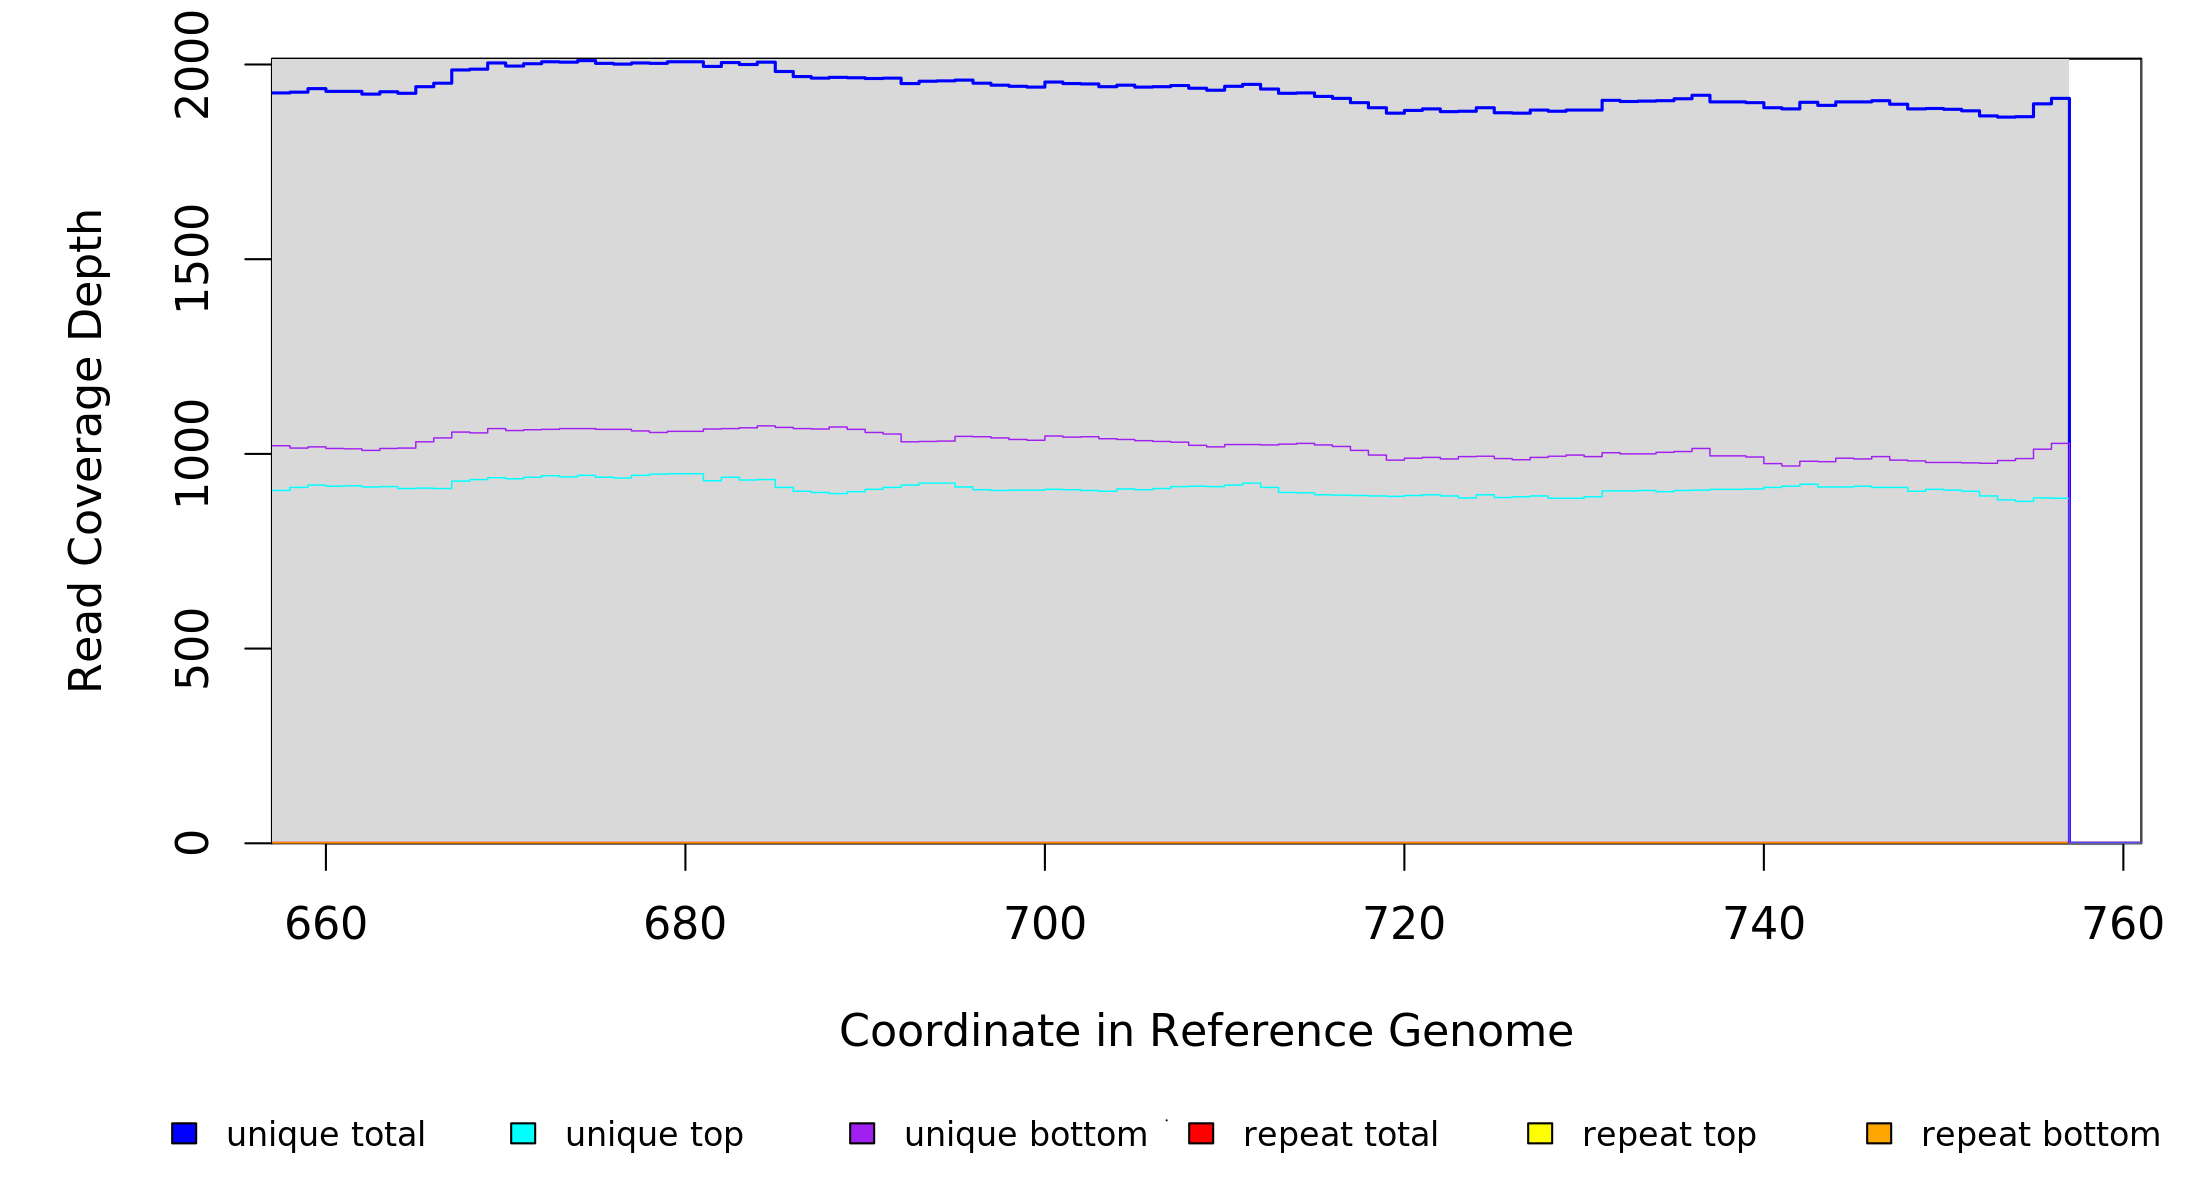 2000
1500
1000
500
0
Read Coverage Depth
660 680 700 720 740 760
Coordinate in Reference Genome
unique total unique top unique bottom repeat total repeat top repeat bottom